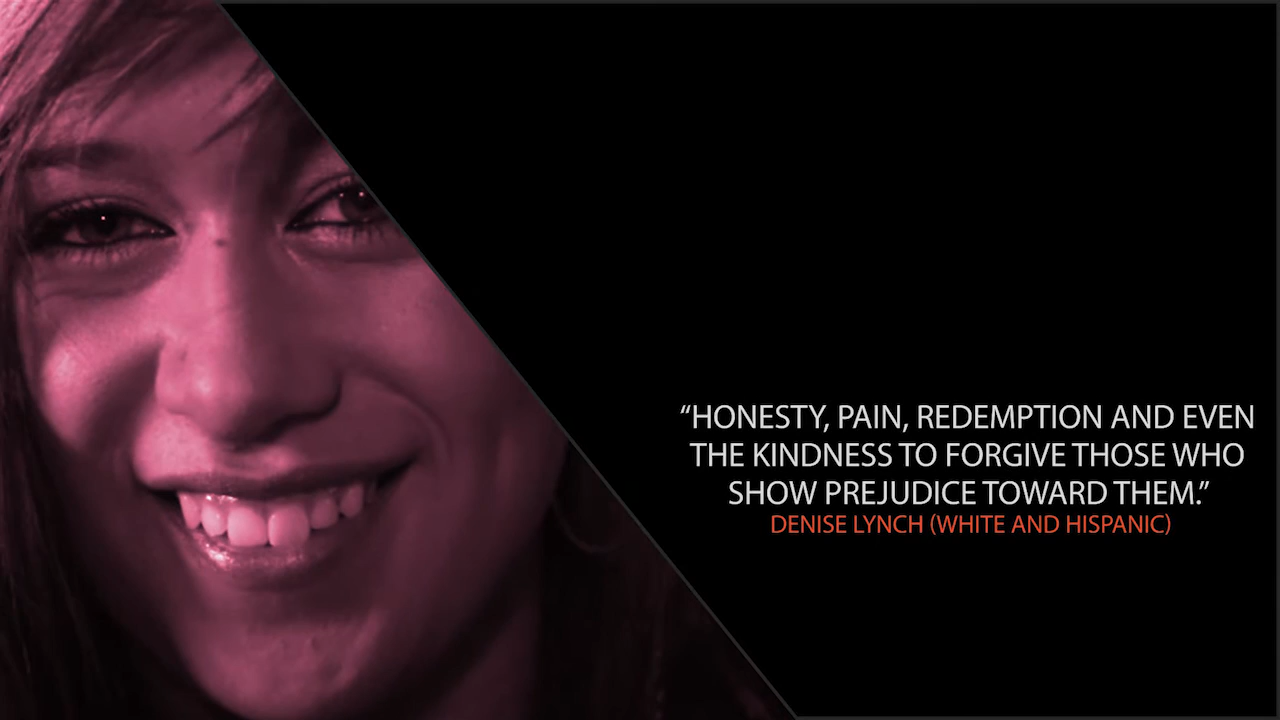 “HONESTY, PAIN, REDEMPTION AND EVEN
THE KINDNESS TO FORGIVE THOSE WHO
SHOW PREJUDICE TOWARD THEM.”
DENISE LYNCH (WHITE AND HISPANIC)